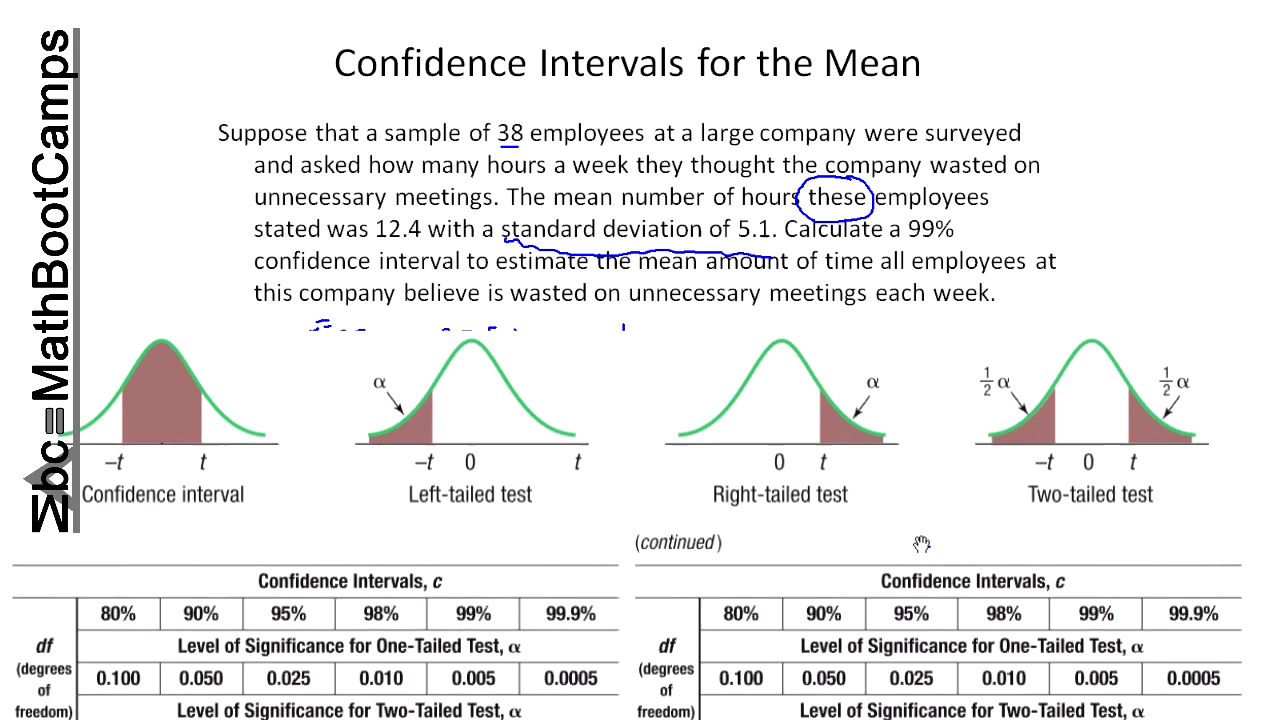 Σbc=MathBootCamps
Confidence Intervals for the Mean
Suppose that a sample of 38 employees at a large company were surveyed
and asked how many hours a week they thought the company wasted on
unnecessary meetings. The mean number of hours these employees
stated was 12.4 with a standard deviation of 5.1. Calculate a 99%
confidence interval to estimate the mean amount of time all employees at
this company believe is wasted on unnecessary meetings each week.
–t t
Confidence interval
α
–t 0 t
Left-tailed test
α
0 t
Right-tailed test
1/2 α 1/2 α
–t 0 t
Two-tailed test
(continued)
Confidence Intervals, c
80% 90% 95% 98% 99% 99.9%
df
(degrees
of
freedom)
Level of Significance for One-Tailed Test, α
0.100 0.050 0.025 0.010 0.005 0.0005
Level of Significance for Two-Tailed Test, α
Confidence Intervals, c
80% 90% 95% 98% 99% 99.9%
df
(degrees
of
freedom)
Level of Significance for One-Tailed Test, α
0.100 0.050 0.025 0.010 0.005 0.0005
Level of Significance for Two-Tailed Test, α